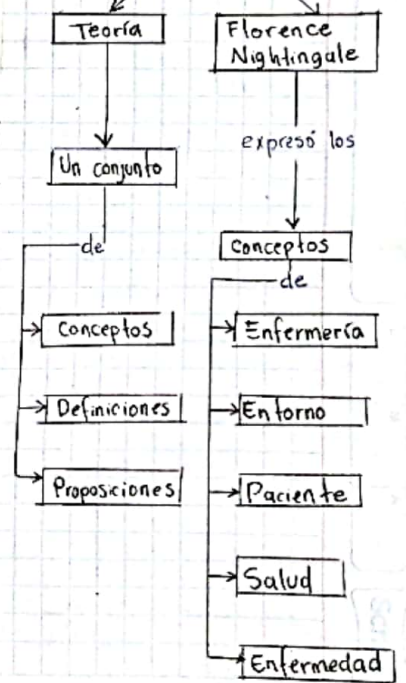 Teoría
Un conjunto
de
Conceptos
Definiciones
Proposiciones
Florence
Nightingale
expresó los
Conceptos
de
Enfermería
Entorno
Paciente
Salud
Enfermedad